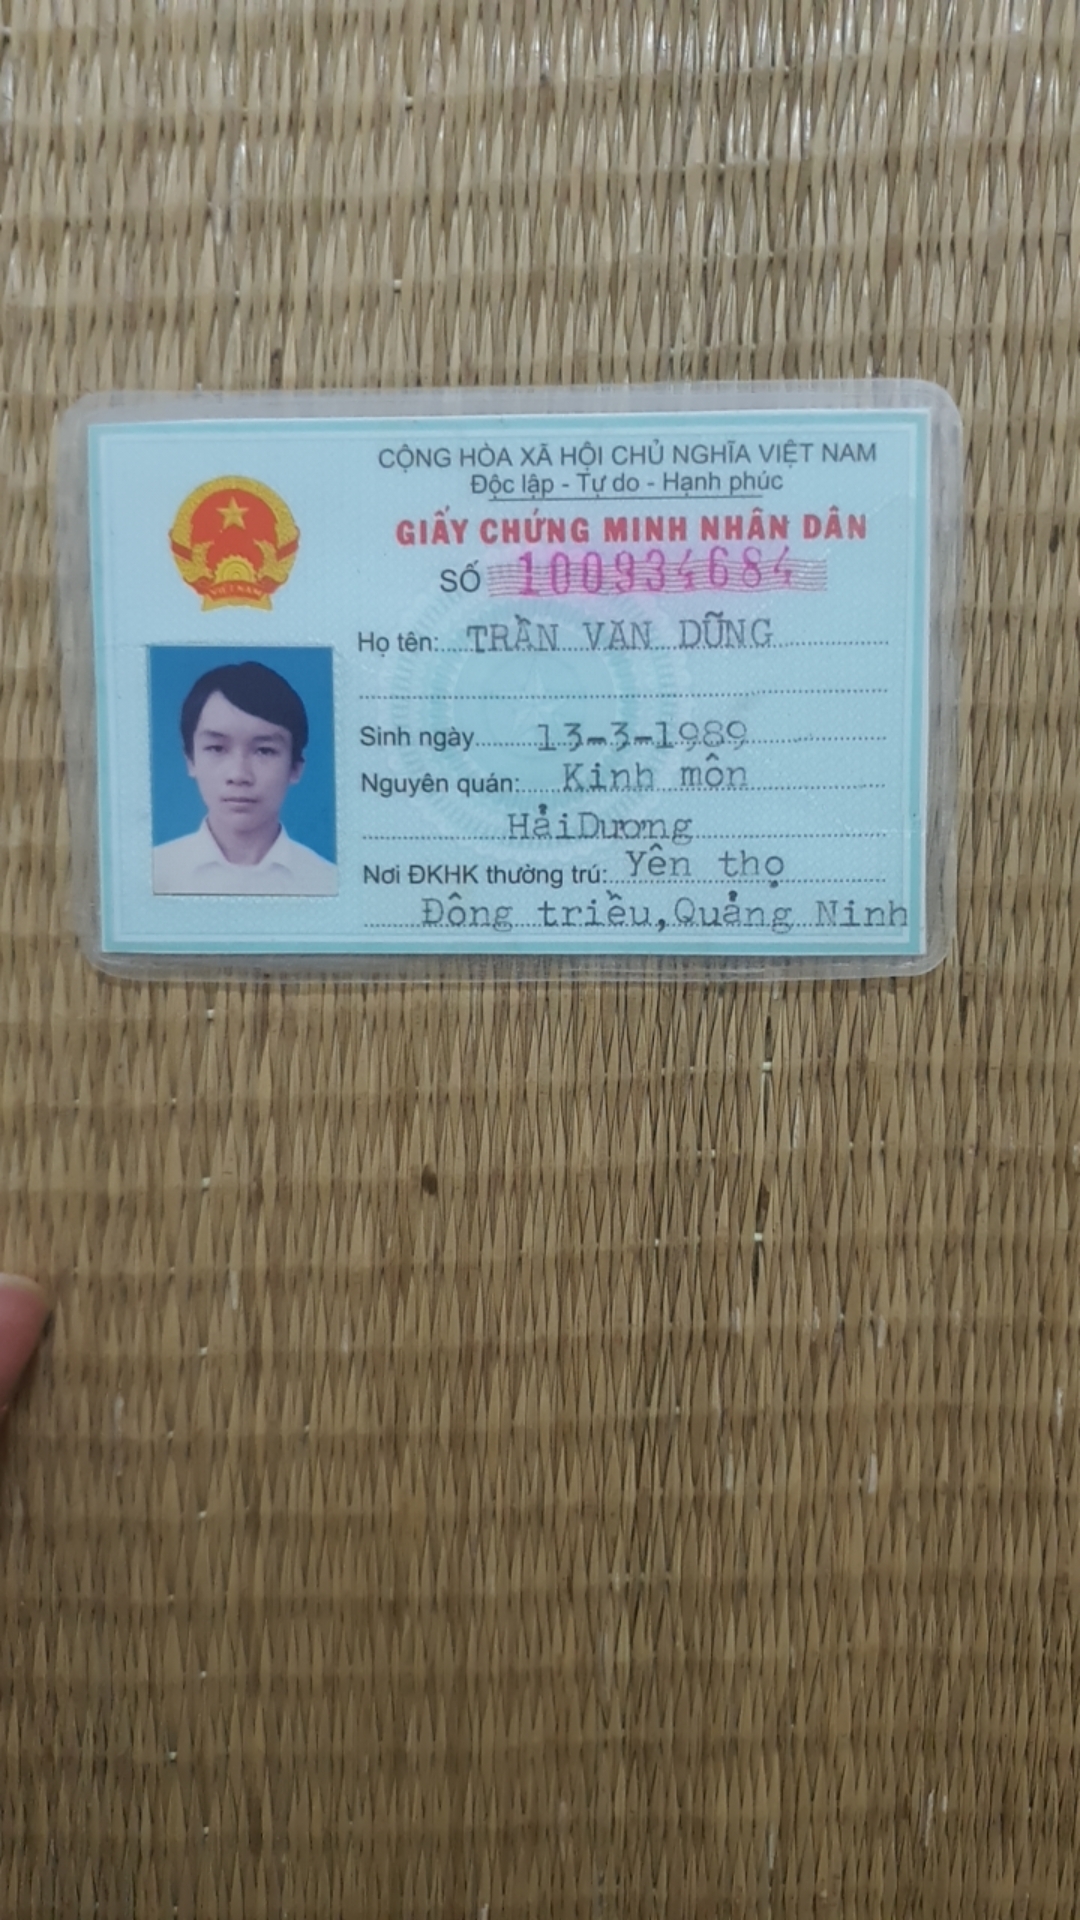 CỘNG HÒA XÃ HỘI CHỦ NGHĨA VIỆT NAM
Độc lập - Tự do - Hạnh phúc
GIẤY CHỨNG MINH NHÂN DÂN
SỐ 100934684
VIỆT NAM
Họ tên: TRẦN VĂN DŨNG
Sinh ngày 13-3-1989
Nguyên quán: Kinh môn
HảiDương
Nơi ĐKHK thường trú: Yên thọ
Đông triều, Quảng Ninh